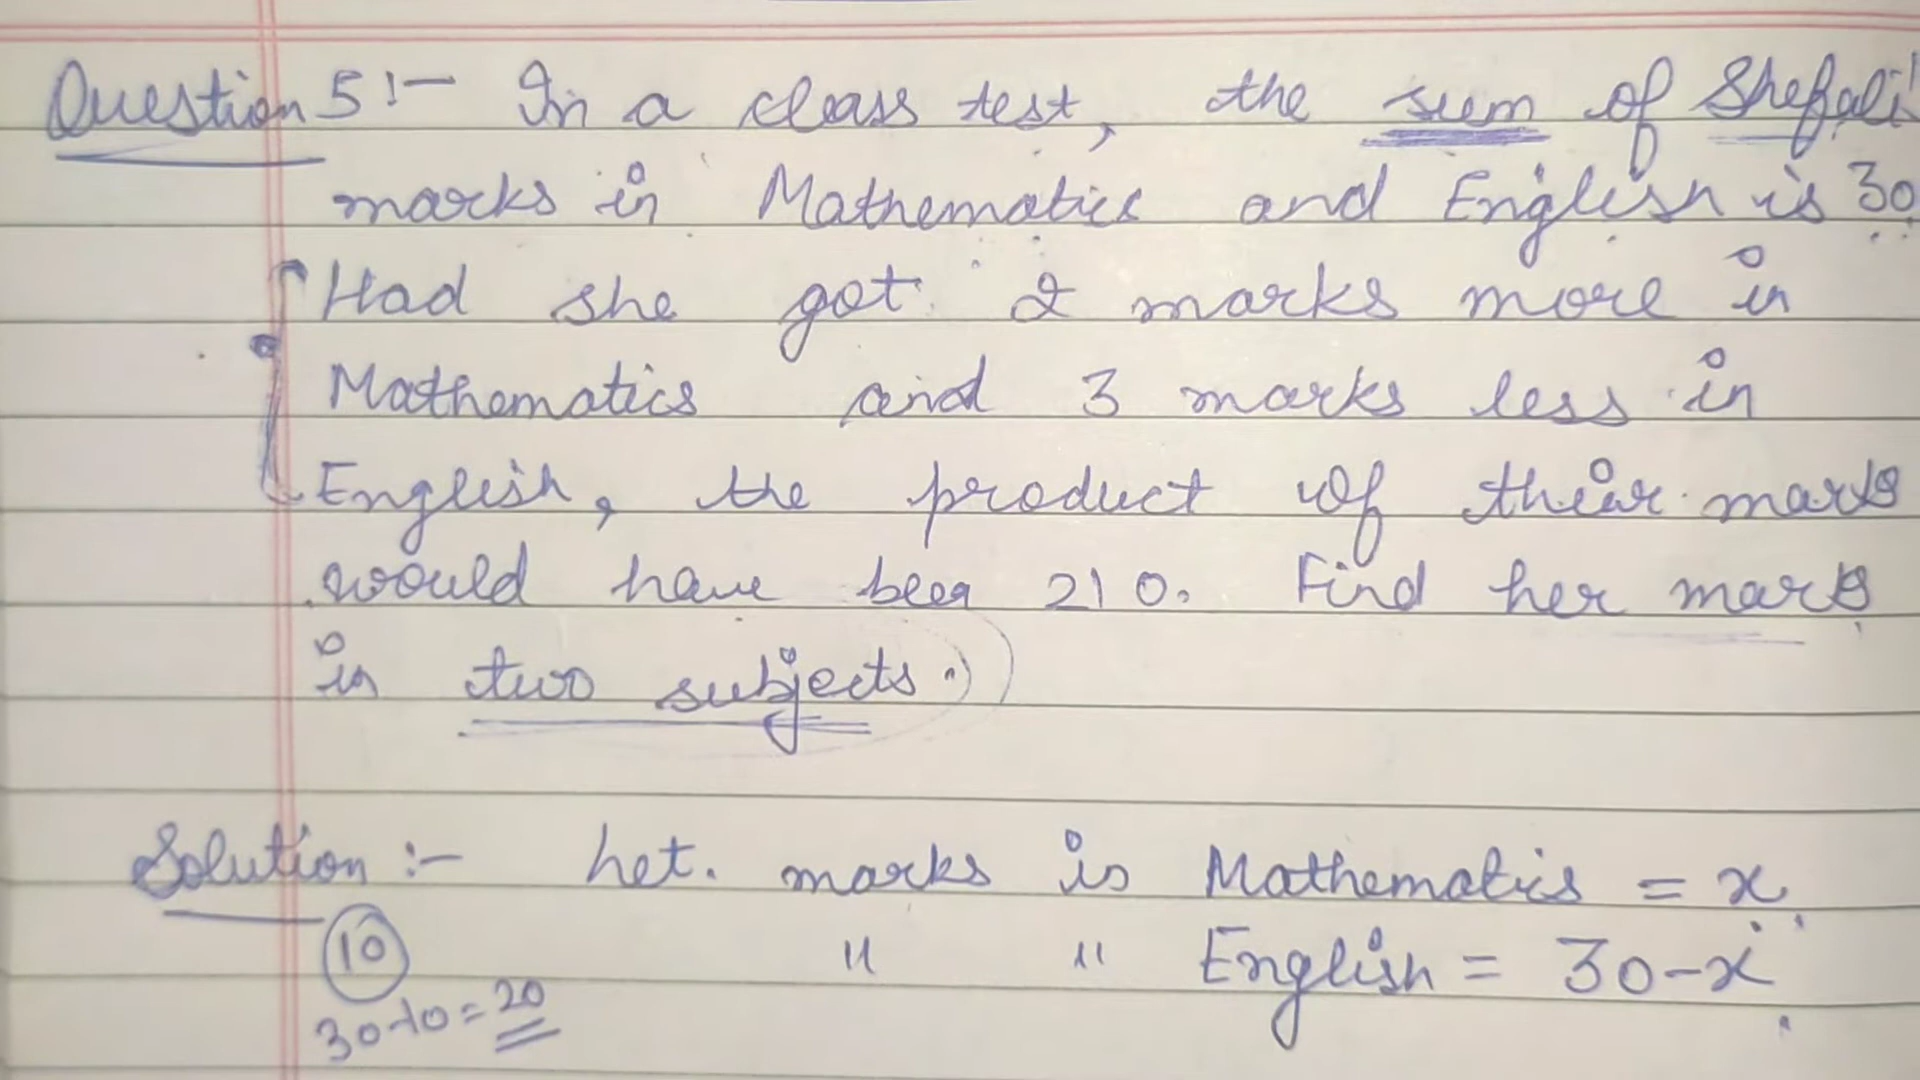 Question 5:- In a class test, the sum of Shefali'
marks in Mathematics and English is 30
Had she got 2 marks more in
Mathematics and 3 marks less in
English, the product of thier marks
would have been 210. Find her marks
in two subjects.
Solution :- Let. marks is Mathematics = x
" " English = 30-x
10
30-10=20